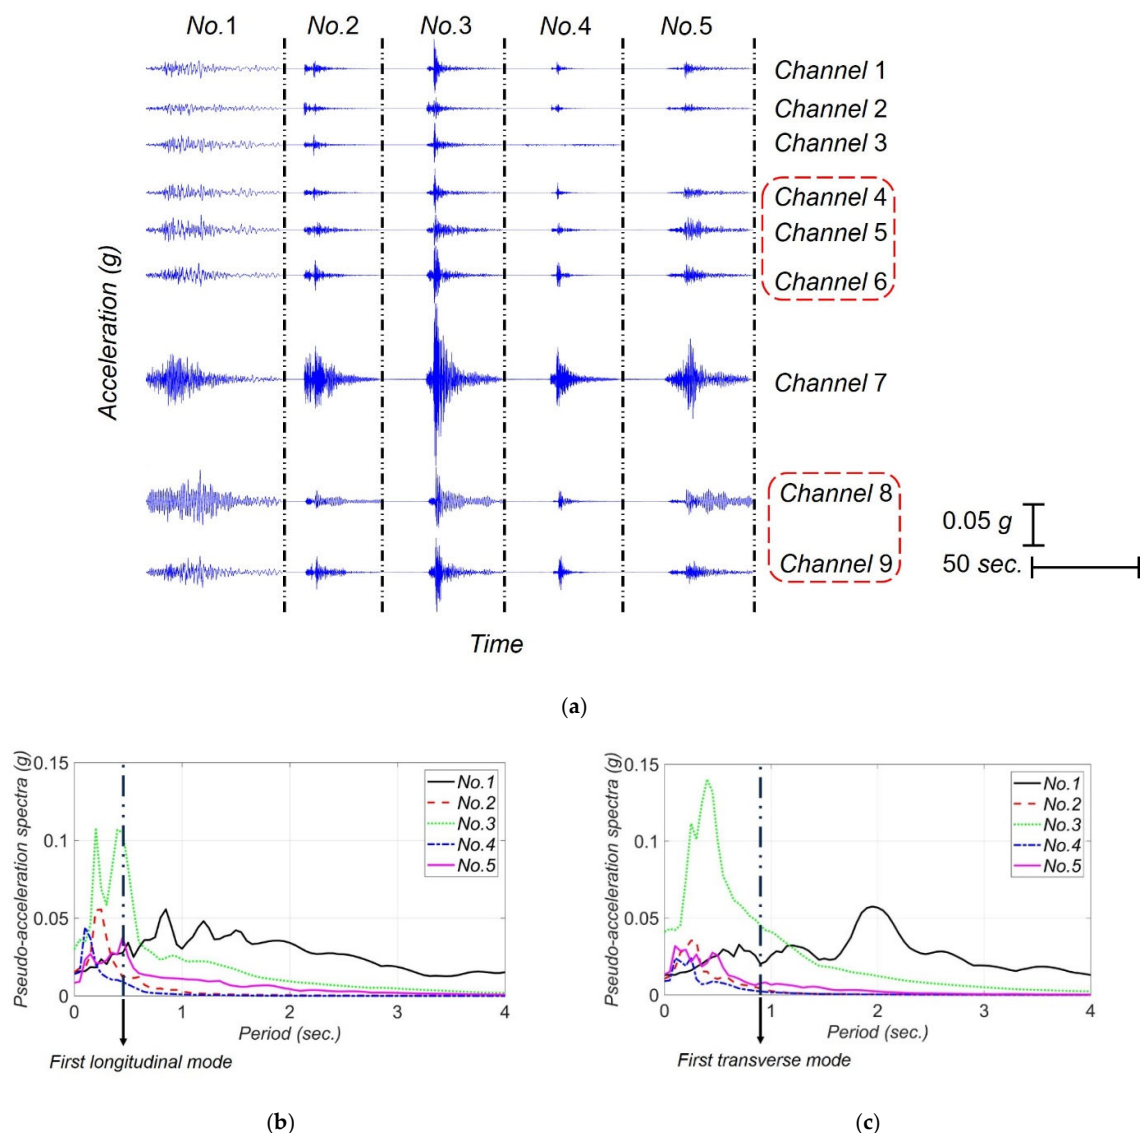 No.1 No.2 No.3 No.4 No.5
Channel 1
Channel 2
Channel 3
Channel 4
Channel 5
Channel 6
Channel 7
Channel 8
Channel 9
Acceleration (g)
0.05 g
50 sec.
Time
(a)
Pseudo-acceleration spectra (g)
0.15
0.1
0.05
0
0 1 2 3 4
No.1
No.2
No.3
No.4
No.5
Period (sec.)
First longitudinal mode
(b)
Pseudo-acceleration spectra (g)
0.15
0.1
0.05
0
0 1 2 3 4
No.1
No.2
No.3
No.4
No.5
Period (sec.)
First transverse mode
(c)